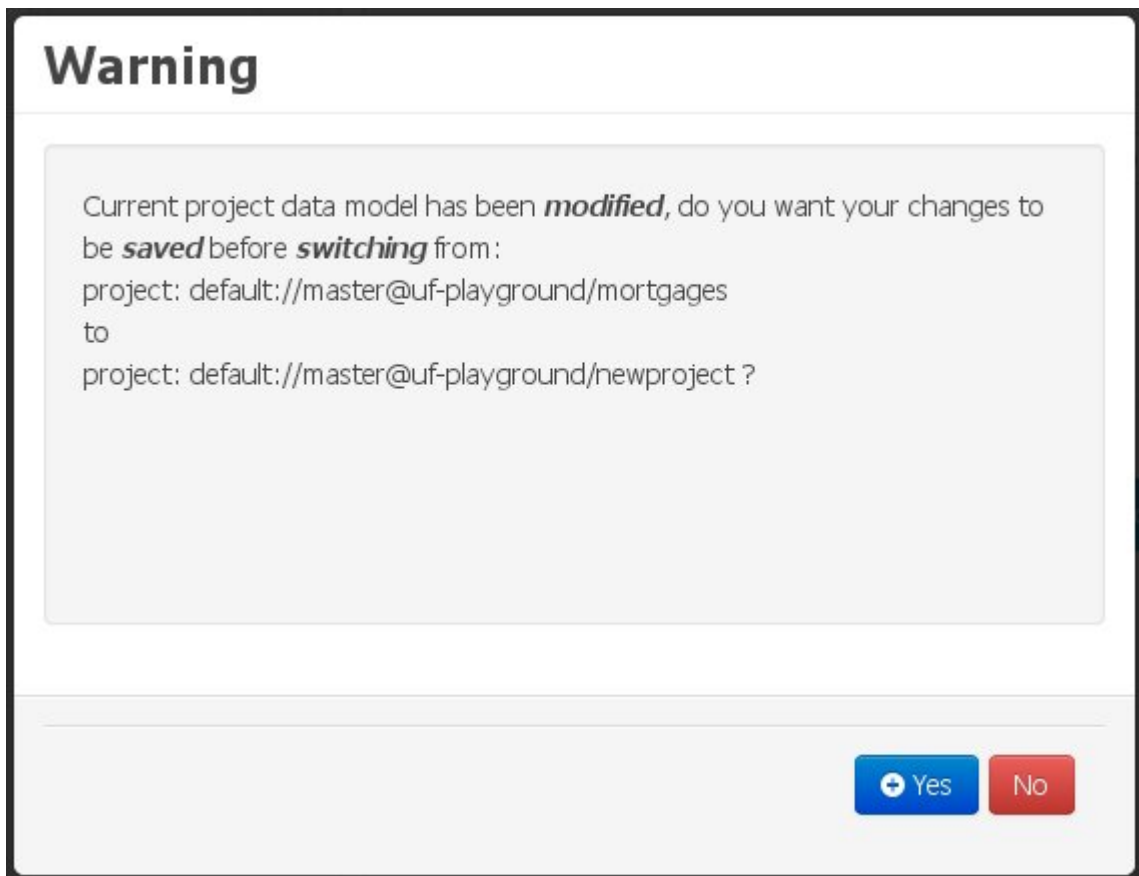 Warning
Current project data model has been modified, do you want your changes to
be saved before switching from:
project: default://master@uf-playground/mortgages
to
project: default://master@uf-playground/newproject ?
Yes No